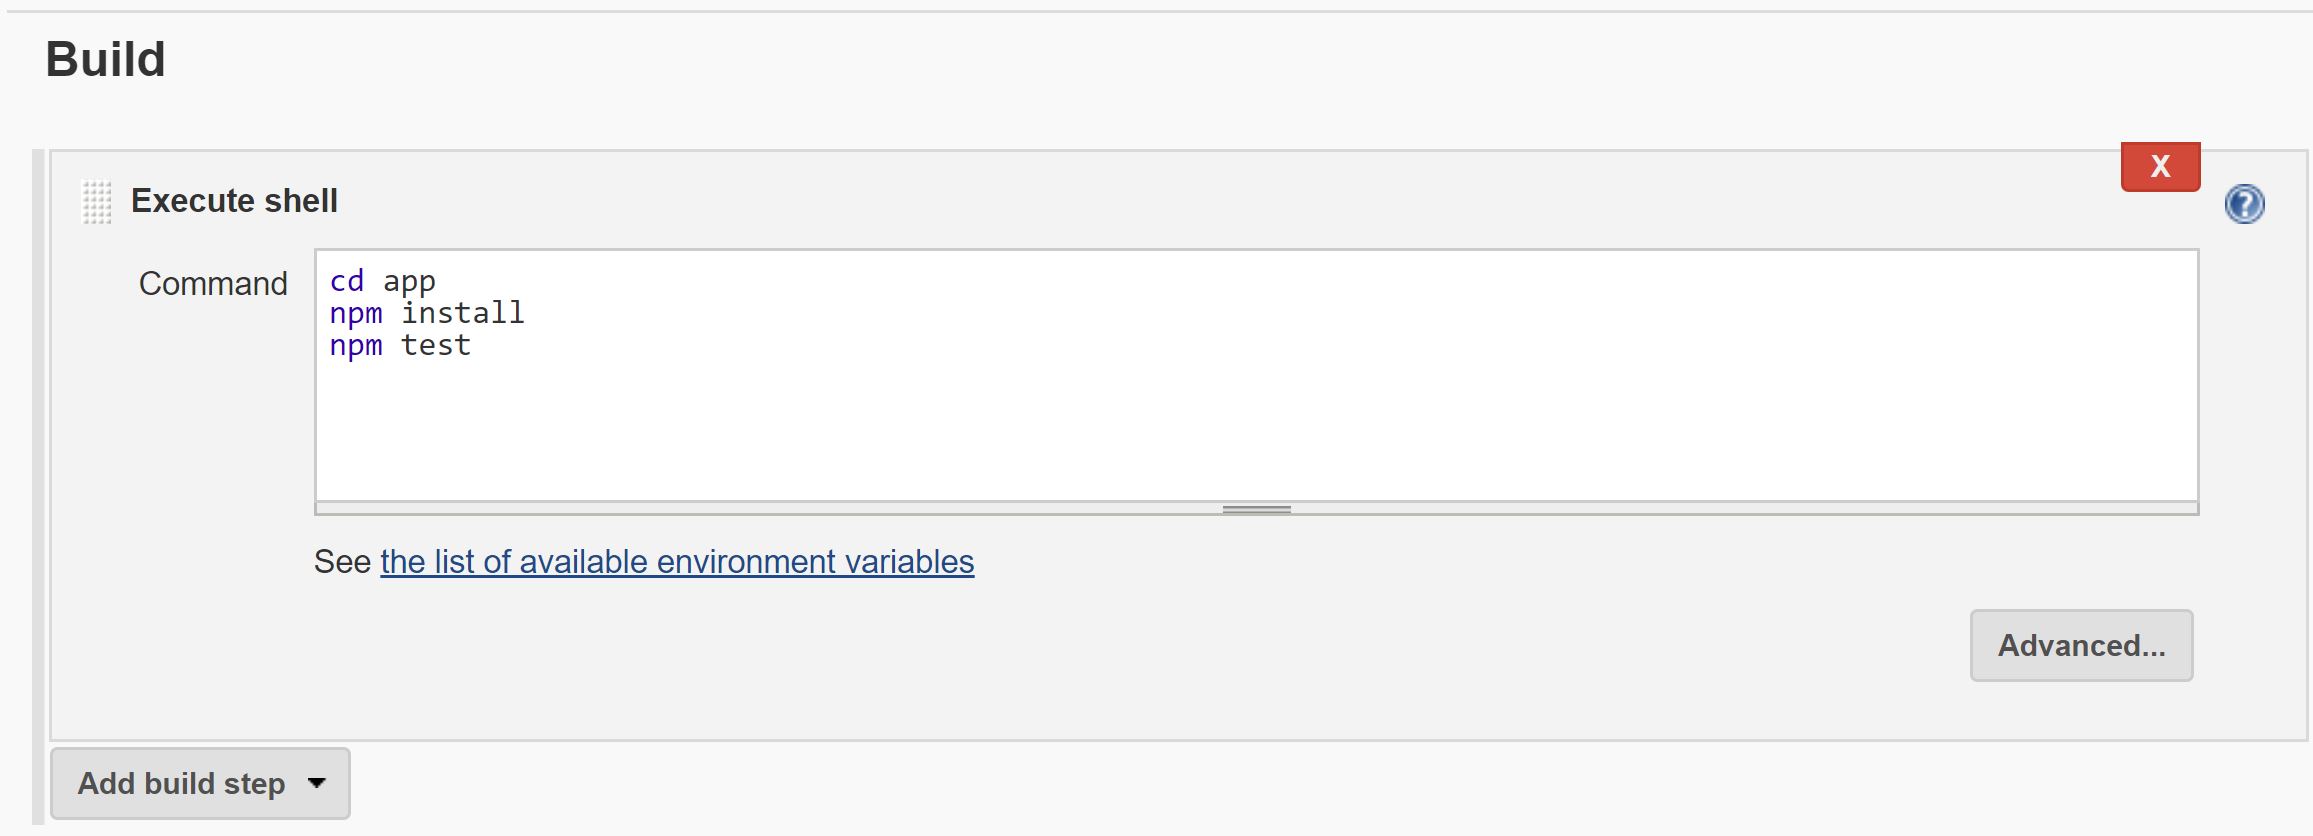 Build
X
Execute shell
?
Command
cd app
npm install
npm test
See the list of available environment variables
Advanced...
Add build step